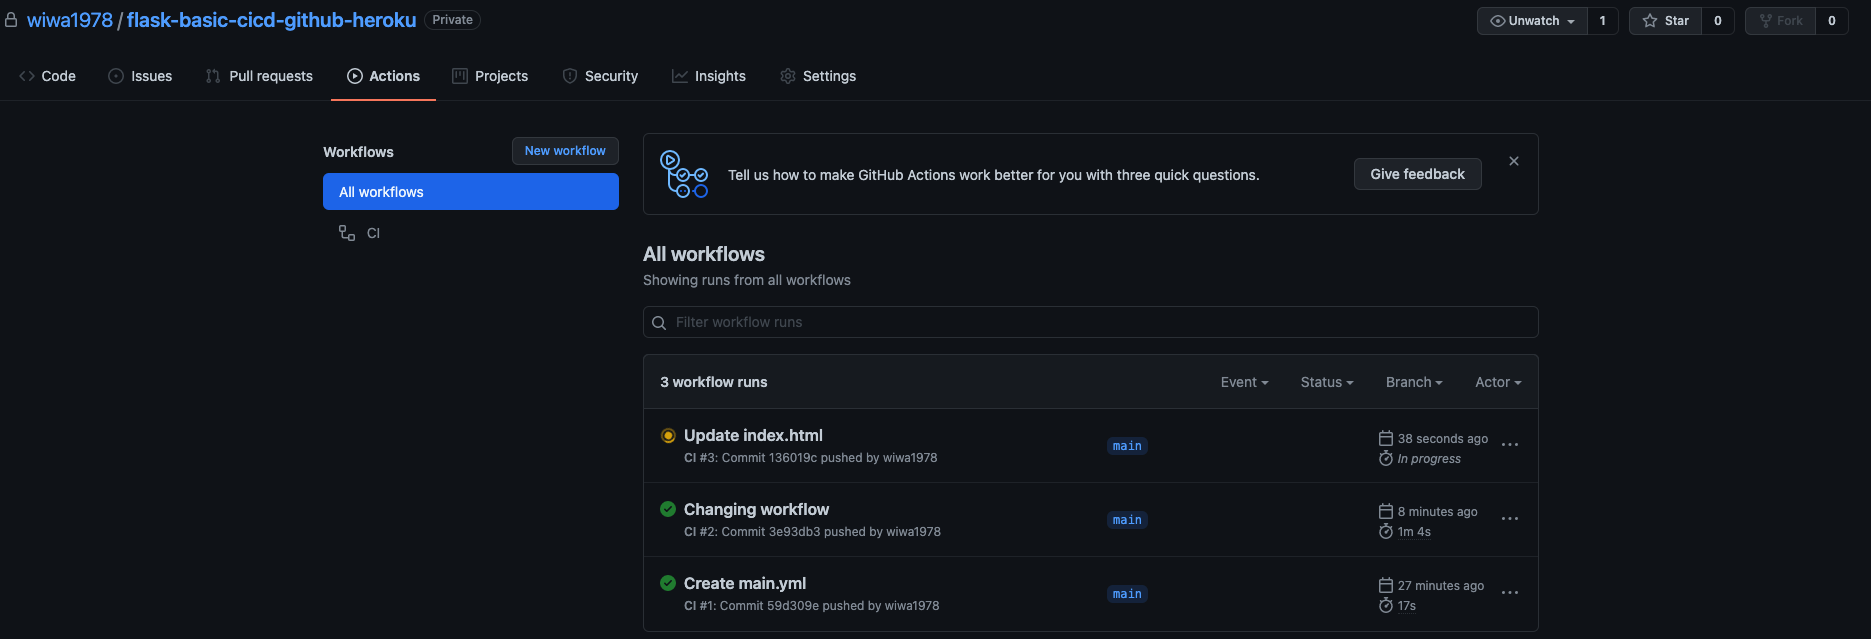 wiwa1978 / flask-basic-cicd-github-heroku Private
Unwatch 1 Star 0 Fork 0
Code Issues Pull requests Actions Projects Security Insights Settings
Workflows New workflow
All workflows
CI
Tell us how to make GitHub Actions work better for you with three quick questions. Give feedback
All workflows
Showing runs from all workflows
Filter workflow runs
3 workflow runs Event Status Branch Actor
Update index.html
CI #3: Commit 136019c pushed by wiwa1978
main
38 seconds ago
In progress
Changing workflow
CI #2: Commit 3e93db3 pushed by wiwa1978
main
8 minutes ago
1m 4s
Create main.yml
CI #1: Commit 59d309e pushed by wiwa1978
main
27 minutes ago
17s